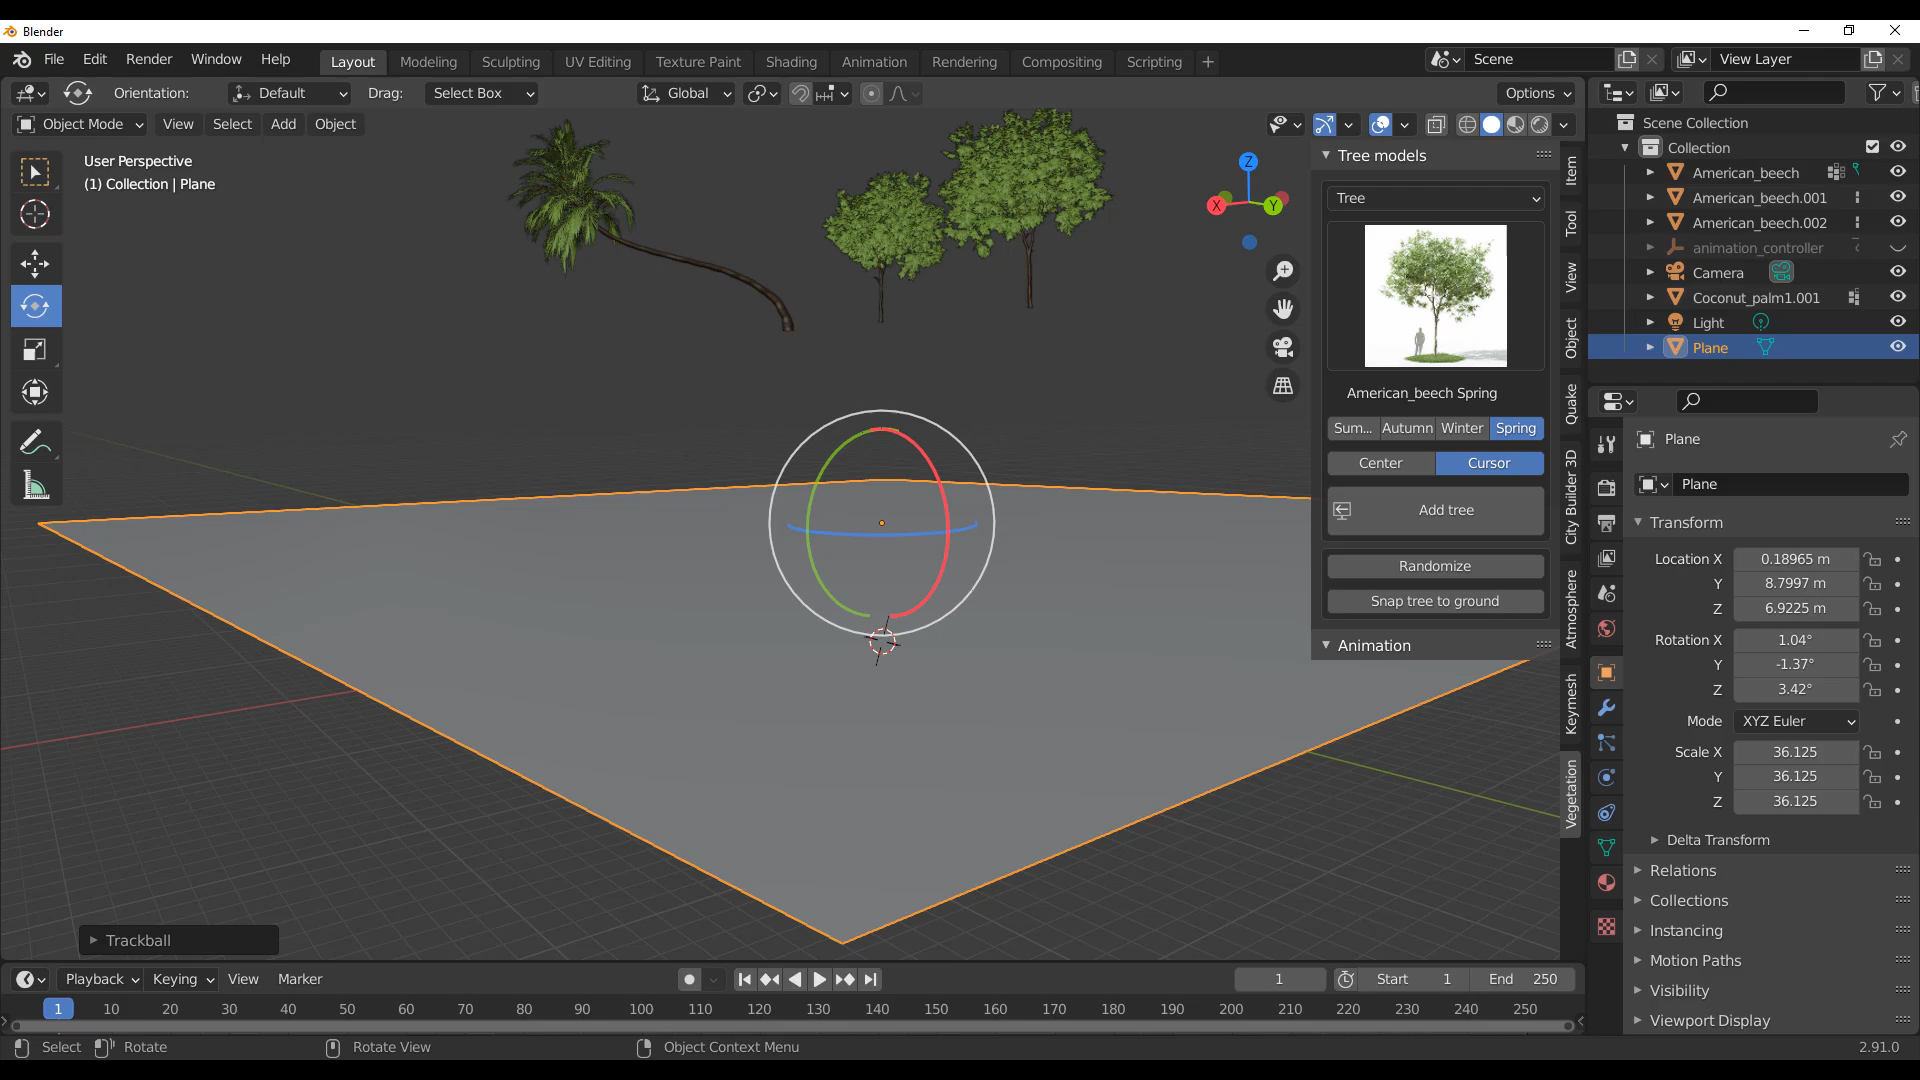 Blender
File Edit Render Window Help Layout Modeling Sculpting UV Editing Texture Paint Shading Animation Rendering Compositing Scripting + Scene View Layer
Orientation: Default Drag: Select Box Global Options
Object Mode View Select Add Object
User Perspective
(1) Collection | Plane
Z
X
Y
Tree models
Tree
American_beech Spring
Sum... Autumn Winter Spring
Center Cursor
Add tree
Randomize
Snap tree to ground
Animation
Item
Tool
View
Object
Quake
City Builder 3D
Atmosphere
Keymesh
Vegetation
Scene Collection
Collection
American_beech
American_beech.001
American_beech.002
animation_controller
Camera
Coconut_palm1.001
Light
Plane
Plane
Plane
Transform
Location X 0.18965 m
Y 8.7997 m
Z 6.9225 m
Rotation X 1.04°
Y -1.37°
Z 3.42°
Mode XYZ Euler
Scale X 36.125
Y 36.125
Z 36.125
Delta Transform
Relations
Collections
Instancing
Motion Paths
Visibility
Viewport Display
Trackball
Playback Keying View Marker 1 Start 1 End 250
1 10 20 30 40 50 60 70 80 90 100 110 120 130 140 150 160 170 180 190 200 210 220 230 240 250
Select Rotate Rotate View Object Context Menu 2.91.0